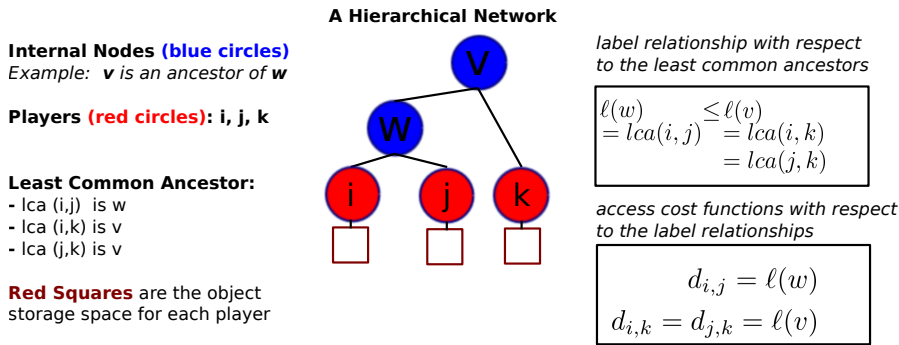 A Hierarchical Network
Internal Nodes (blue circles)
Example: v is an ancestor of w
Players (red circles): i, j, k
Least Common Ancestor:
- lca (i,j) is w
- lca (i,k) is v
- lca (j,k) is v
Red Squares are the object
storage space for each player
v
w
i
j
k
label relationship with respect
to the least common ancestors
ℓ(w) ≤ ℓ(v)
= lca(i, j) = lca(i, k)
= lca(j, k)
access cost functions with respect
to the label relationships
d_{i,j} = ℓ(w)
d_{i,k} = d_{j,k} = ℓ(v)